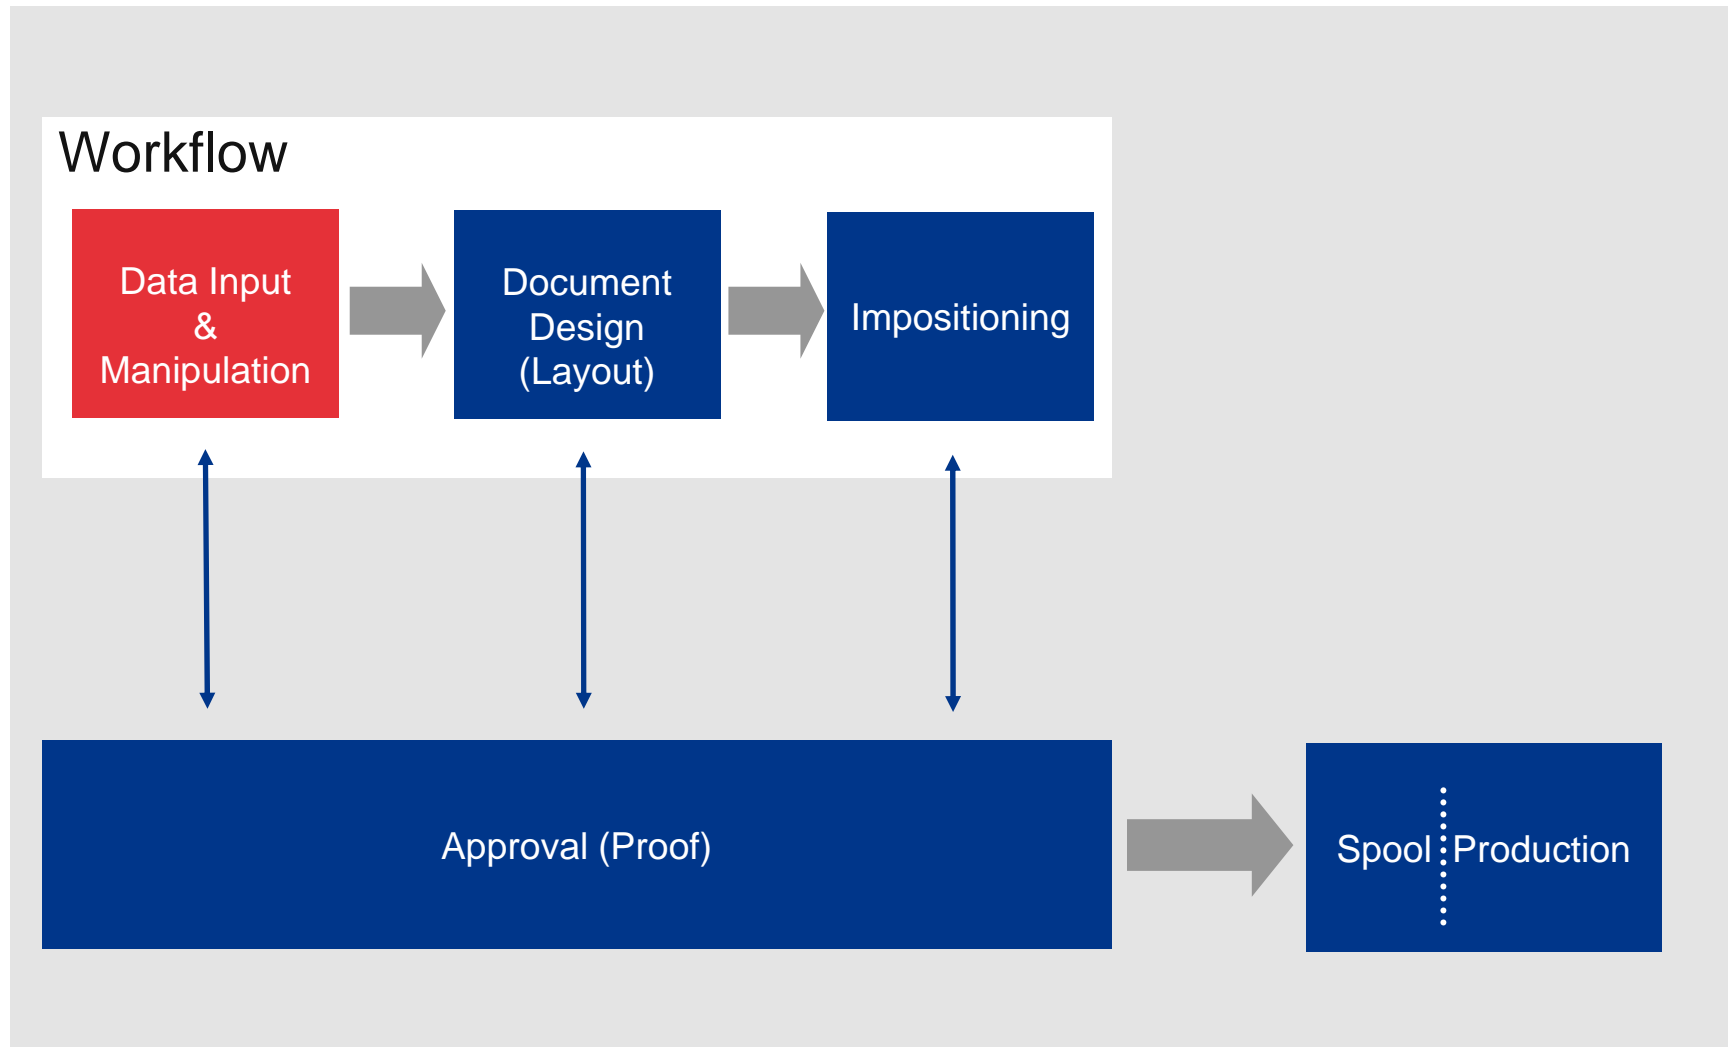 Workflow
Data Input
&
Manipulation
Document
Design
(Layout)
Impositioning
Approval (Proof)
Spool
Production